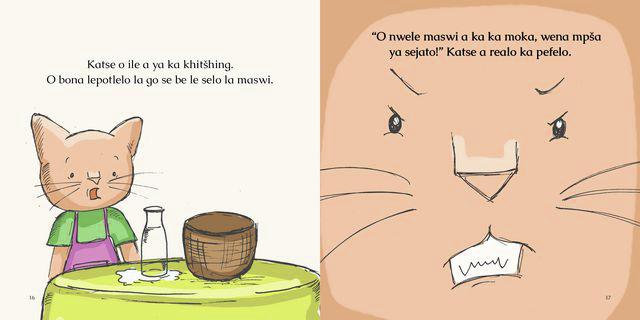 Katse o ile a ya ka khitšhing.
O bona lepotlelo la go se be le selo la maswi.
16
“O nwele maswi a ka ka moka, wena mpša
ya sejato!” Katse a realo ka pefelo.
17